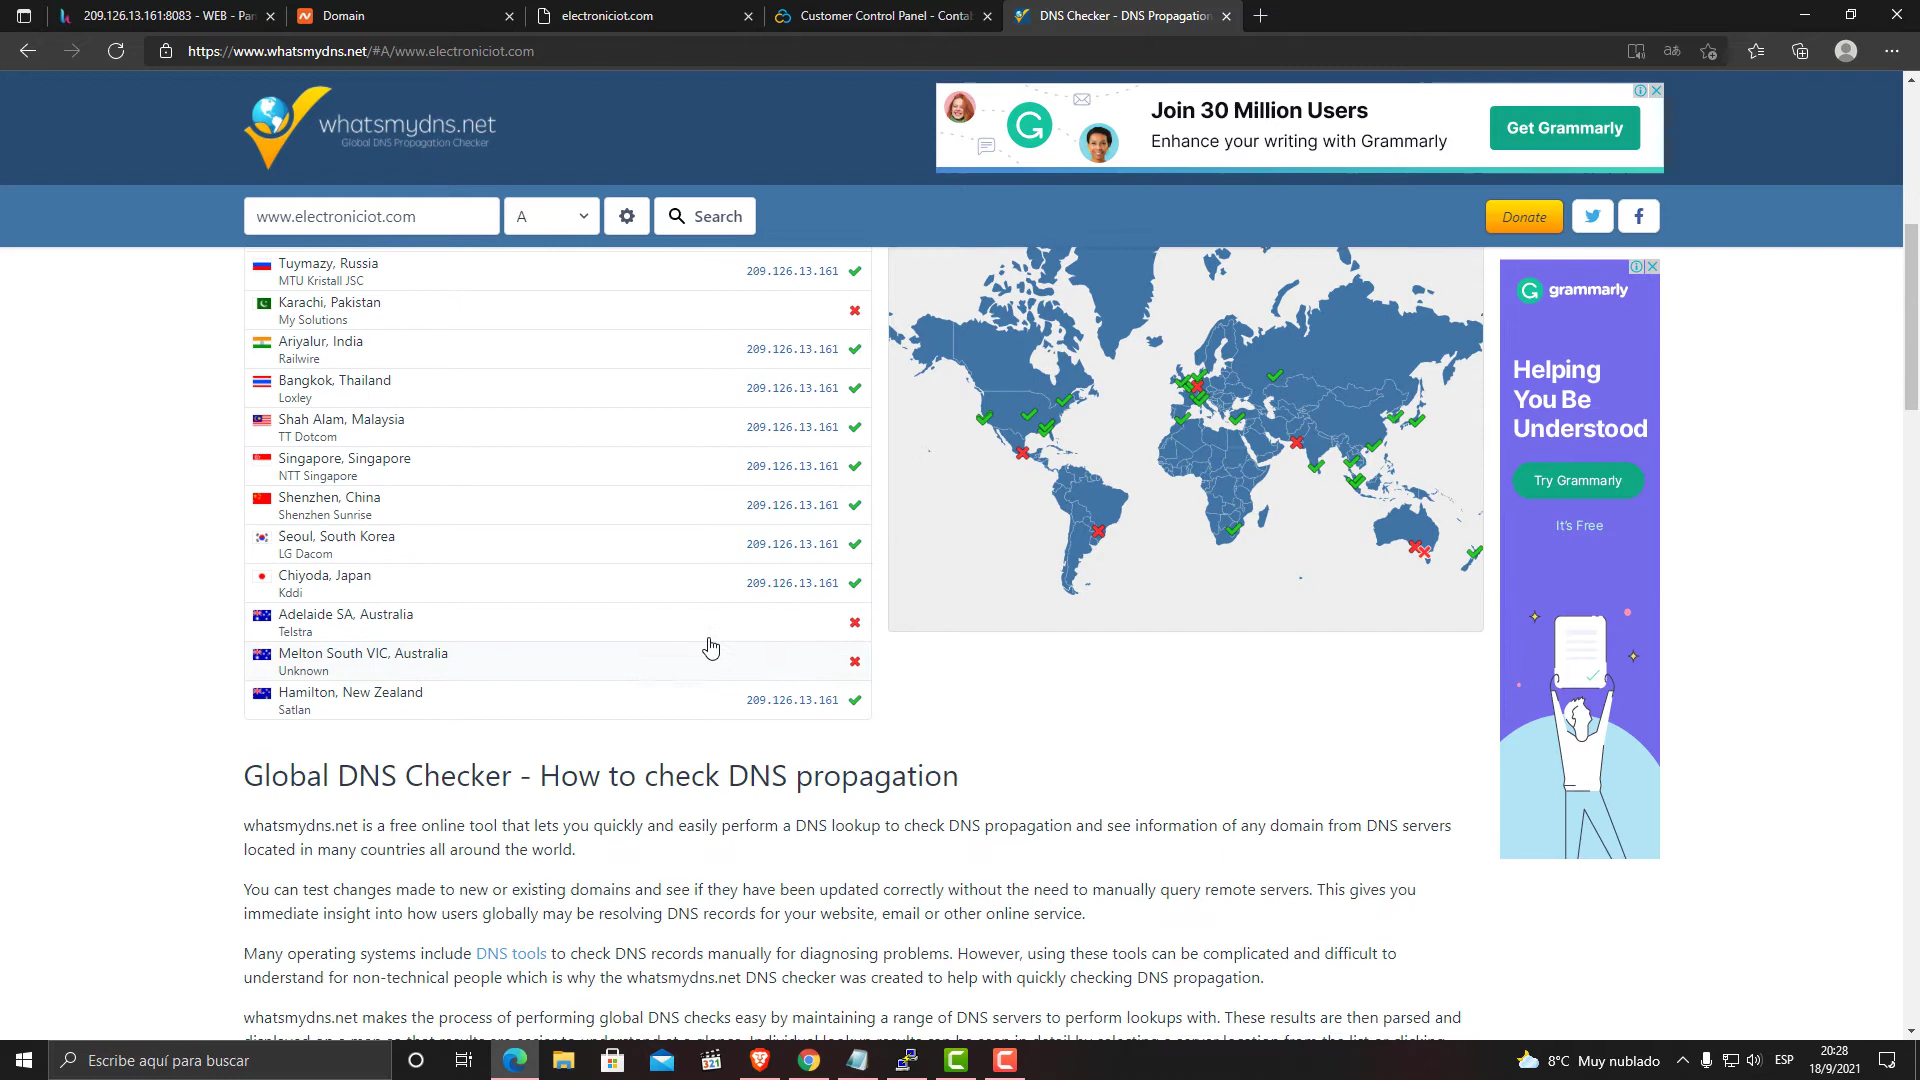 209.126.13.161:8083 - WEB - Pan
Domain
electroniciot.com
Customer Control Panel - Contab
DNS Checker - DNS Propagation
https://www.whatsmydns.net/#A/www.electroniciot.com
whatsmydns.net
Global DNS Propagation Checker
Join 30 Million Users
Enhance your writing with Grammarly
Get Grammarly
www.electroniciot.com
A
Search
Donate
Tuymazy, Russia
MTU Kristall JSC
209.126.13.161
Karachi, Pakistan
My Solutions
Ariyalur, India
Railwire
209.126.13.161
Bangkok, Thailand
Loxley
209.126.13.161
Shah Alam, Malaysia
TT Dotcom
209.126.13.161
Singapore, Singapore
NTT Singapore
209.126.13.161
Shenzhen, China
Shenzhen Sunrise
209.126.13.161
Seoul, South Korea
LG Dacom
209.126.13.161
Chiyoda, Japan
Kddi
209.126.13.161
Adelaide SA, Australia
Telstra
Melton South VIC, Australia
Unknown
Hamilton, New Zealand
Satlan
209.126.13.161
grammarly
Helping
You Be
Understood
Try Grammarly
It's Free
Global DNS Checker - How to check DNS propagation
whatsmydns.net is a free online tool that lets you quickly and easily perform a DNS lookup to check DNS propagation and see information of any domain from DNS servers
located in many countries all around the world.
You can test changes made to new or existing domains and see if they have been updated correctly without the need to manually query remote servers. This gives you
immediate insight into how users globally may be resolving DNS records for your website, email or other online service.
Many operating systems include DNS tools to check DNS records manually for diagnosing problems. However, using these tools can be complicated and difficult to
understand for non-technical people which is why the whatsmydns.net DNS checker was created to help with quickly checking DNS propagation.
whatsmydns.net makes the process of performing global DNS checks easy by maintaining a range of DNS servers to perform lookups with. These results are then parsed and
Escribe aquí para buscar
8°C Muy nublado
ESP
20:28
18/9/2021